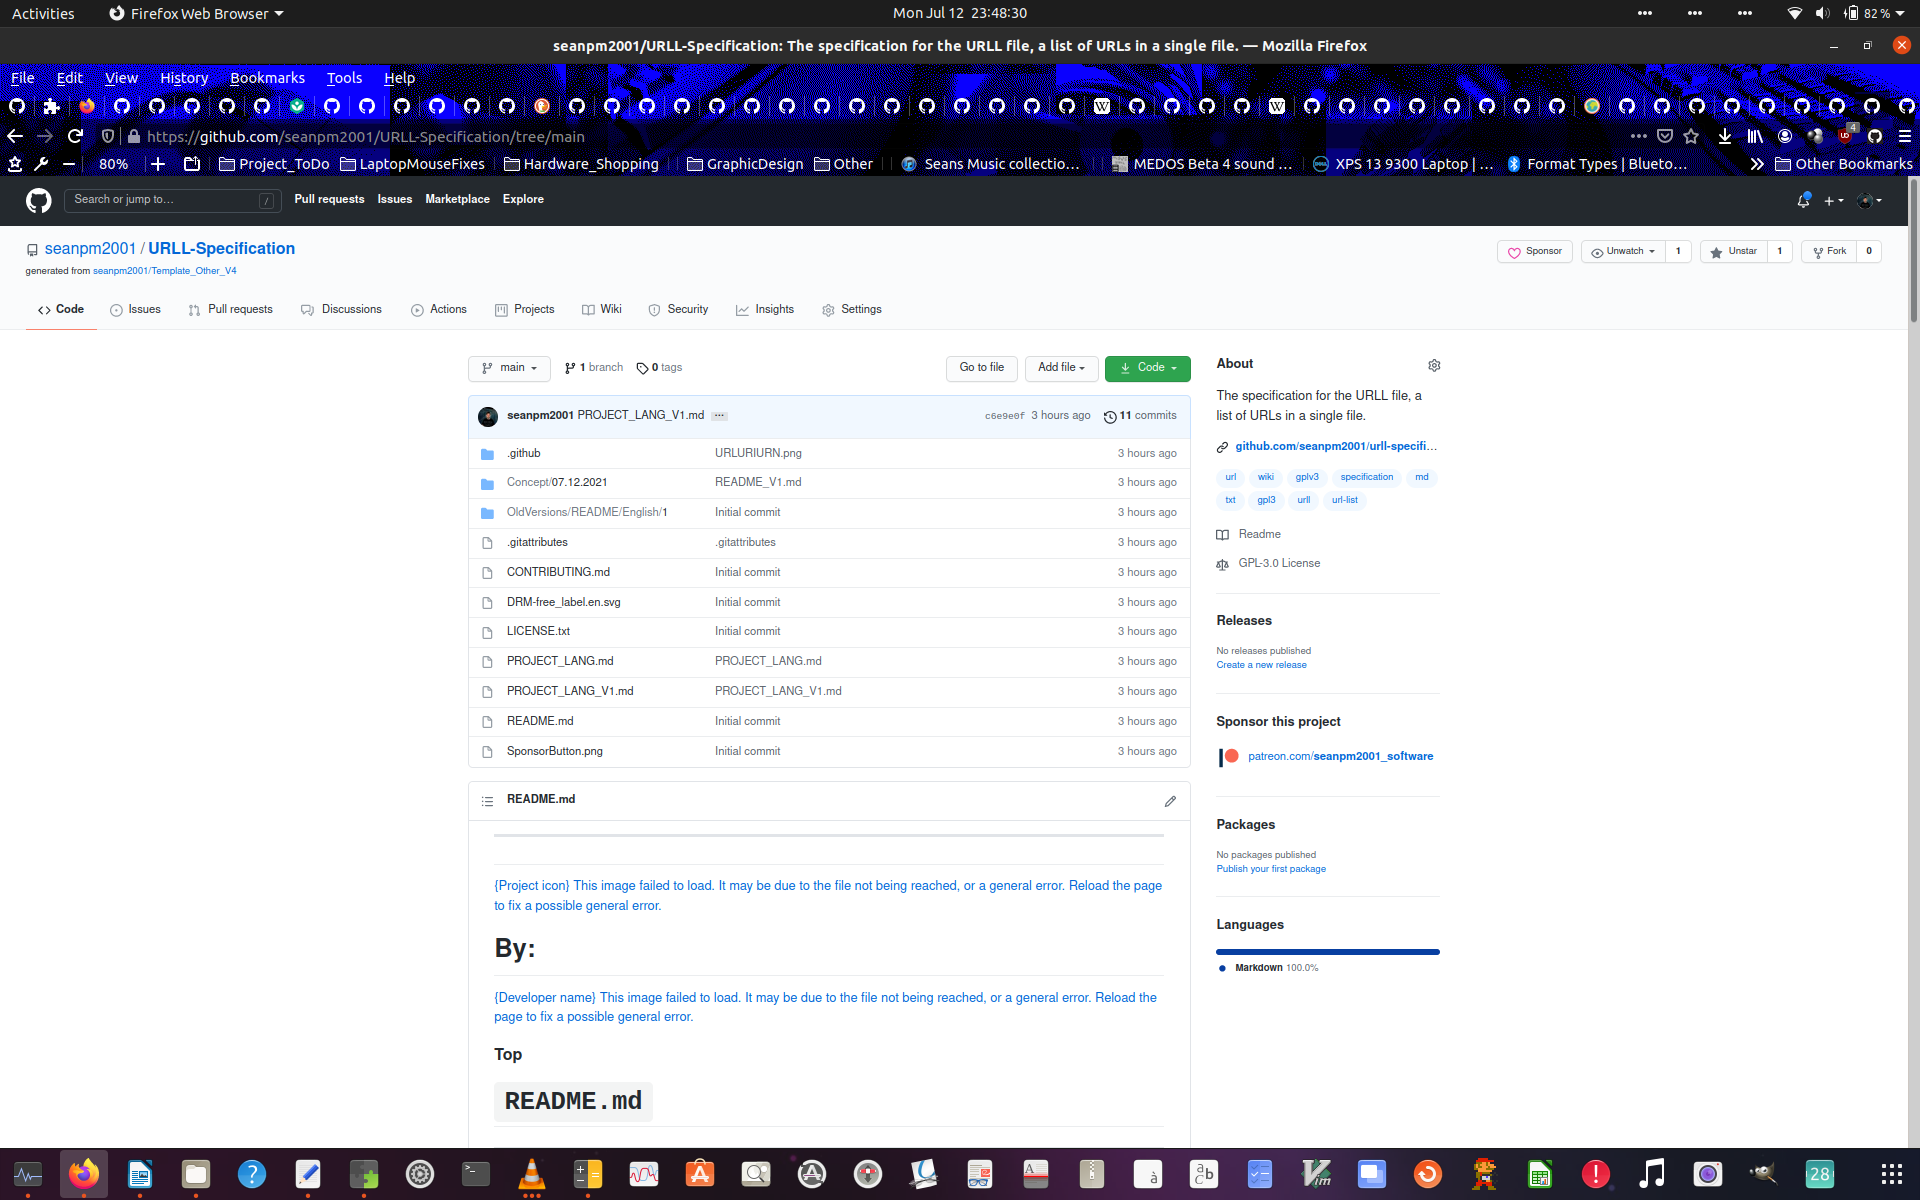 Activities Firefox Web Browser Mon Jul 12 23:48:30 82 %
seanpm2001/URLL-Specification: The specification for the URLL file, a list of URLs in a single file. — Mozilla Firefox
File Edit View History Bookmarks Tools Help
https://github.com/seanpm2001/URLL-Specification/tree/main 4
80% Project_ToDo LaptopMouseFixes Hardware_Shopping GraphicDesign Other Seans Music collectio... MEDOS Beta 4 sound ... XPS 13 9300 Laptop | ... Format Types | Blueto... Other Bookmarks
Search or jump to... / Pull requests Issues Marketplace Explore
seanpm2001 / URLL-Specification Sponsor Unwatch 1 Unstar 1 Fork 0
generated from seanpm2001/Template_Other_V4
Code Issues Pull requests Discussions Actions Projects Wiki Security Insights Settings
main 1 branch 0 tags Go to file Add file Code
seanpm2001 PROJECT_LANG_V1.md ... c6e9e0f 3 hours ago 11 commits
.github URLURIURN.png 3 hours ago
Concept/07.12.2021 README_V1.md 3 hours ago
OldVersions/README/English/1 Initial commit 3 hours ago
.gitattributes .gitattributes 3 hours ago
CONTRIBUTING.md Initial commit 3 hours ago
DRM-free_label.en.svg Initial commit 3 hours ago
LICENSE.txt Initial commit 3 hours ago
PROJECT_LANG.md PROJECT_LANG.md 3 hours ago
PROJECT_LANG_V1.md PROJECT_LANG_V1.md 3 hours ago
README.md Initial commit 3 hours ago
SponsorButton.png Initial commit 3 hours ago
README.md
{Project icon} This image failed to load. It may be due to the file not being reached, or a general error. Reload the page
to fix a possible general error.
By:
{Developer name} This image failed to load. It may be due to the file not being reached, or a general error. Reload the
page to fix a possible general error.
Top
README.md
About
The specification for the URLL file, a
list of URLs in a single file.
github.com/seanpm2001/urll-specifi...
url wiki gplv3 specification md
txt gpl3 urll url-list
Readme
GPL-3.0 License
Releases
No releases published
Create a new release
Sponsor this project
patreon.com/seanpm2001_software
Packages
No packages published
Publish your first package
Languages
Markdown 100.0%
28